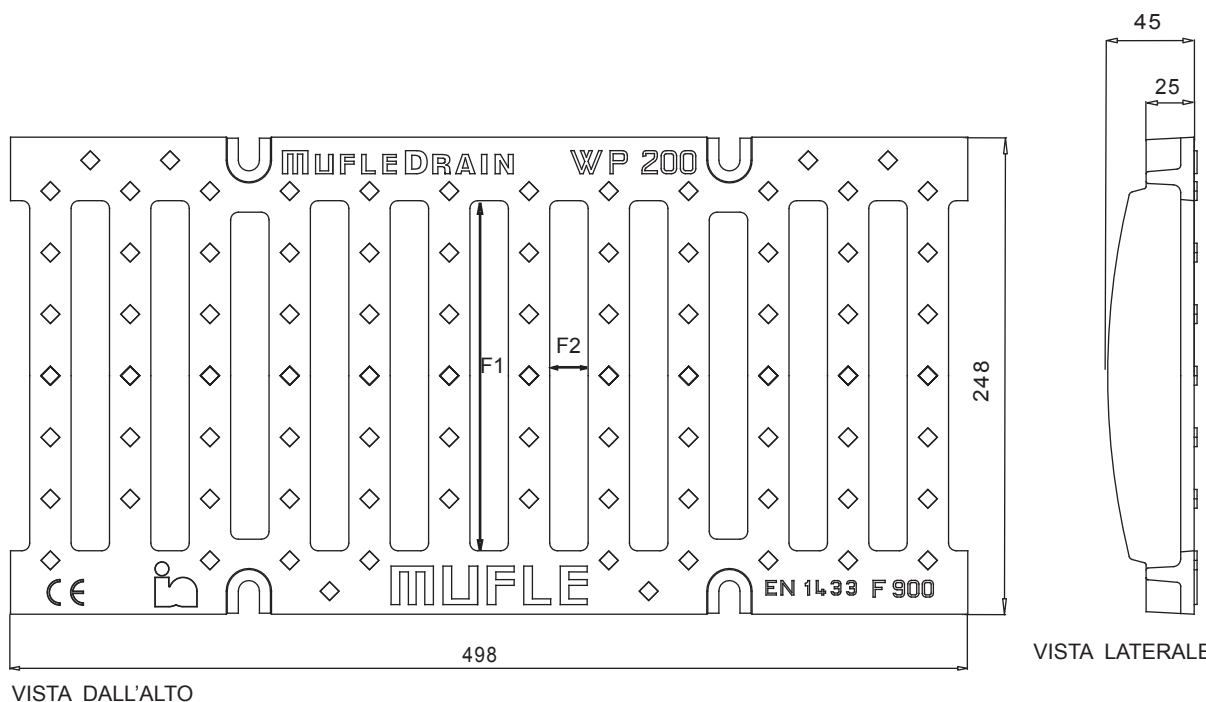 45
25
MUFLEDRAIN WP 200
F1
F2
248
CE
in
MUFLE
EN 1433 F 900
498
VISTA LATERALE
VISTA DALL'ALTO